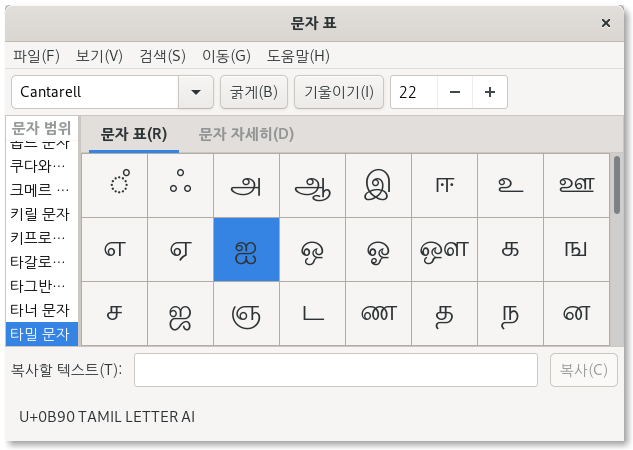 문자 표
파일(F) 보기(V) 검색(S) 이동(G) 도움말(H)
Cantarell 굵게(B) 기울이기(I) 22
문자 범위
쿠다와…
크메르 …
키릴 문자
키프로…
타갈로…
타그반…
타너 문자
타밀 문자
문자 표(R) 문자 자세히(D)
ஂ ஃ அ ஆ இ ஈ உ ஊ
எ ஏ ஐ ஒ ஓ ஔ க ங
ச ஜ ஞ ட ண த ந ன
복사할 텍스트(T): 복사(C)
U+0B90 TAMIL LETTER AI